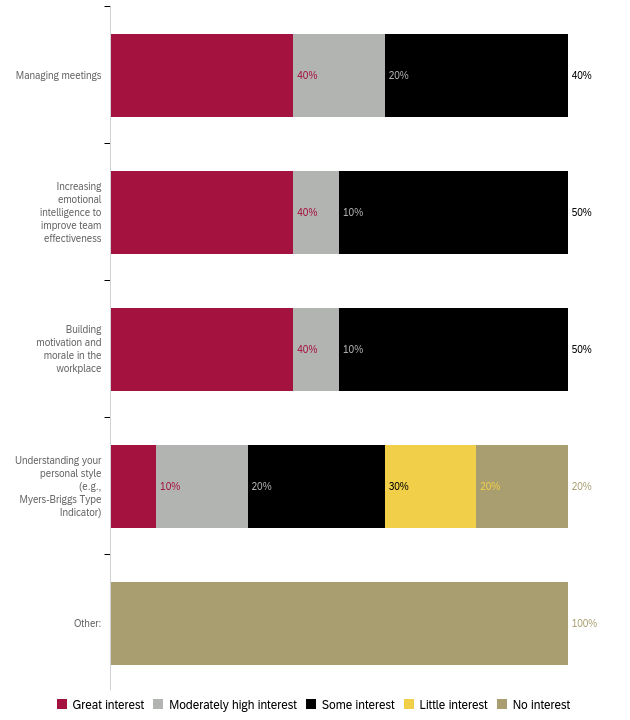 Managing meetings
40%
20%
40%
Increasing
emotional
intelligence to
improve team
effectiveness
40%
10%
50%
Building
motivation and
morale in the
workplace
40%
10%
50%
Understanding your
personal style
(e.g.,
Myers-Briggs Type
Indicator)
10%
20%
30%
20%
20%
Other:
100%
Great interest
Moderately high interest
Some interest
Little interest
No interest